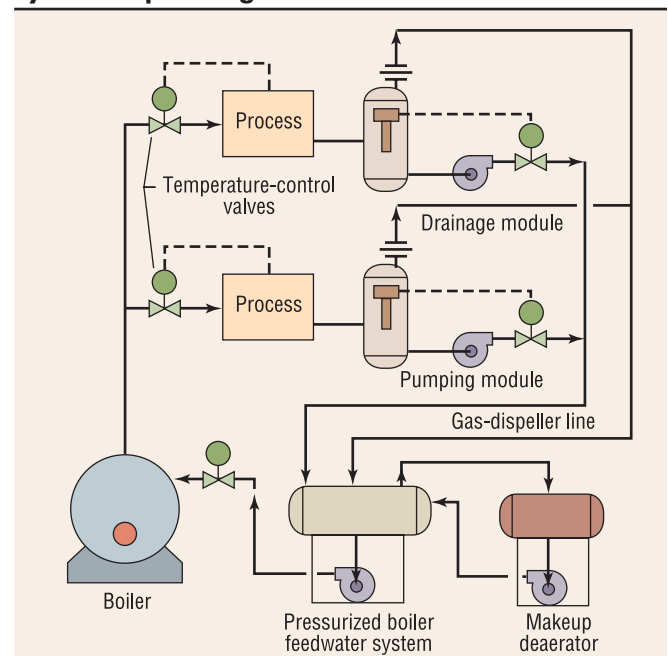 Process
Temperature-control
valves
Drainage module
Process
Pumping module
Gas-dispeller line
Boiler
Pressurized boiler
feedwater system
Makeup
deaerator